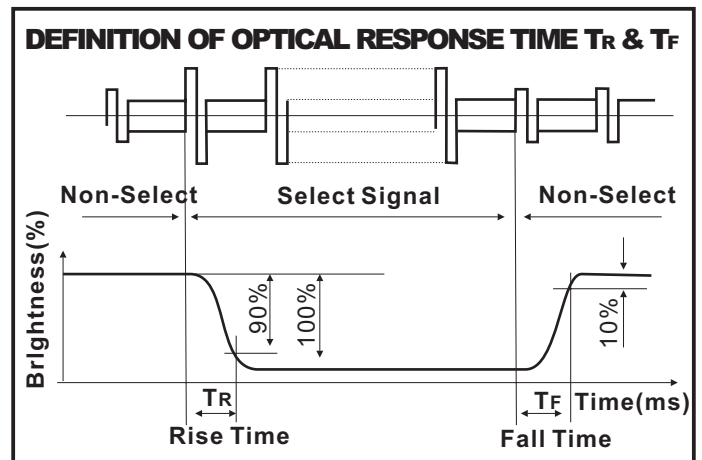 DEFINITION OF OPTICAL RESPONSE TIME TR & TF
Non-Select Select Signal Non-Select
Brightness(%)
90%
100%
10%
TR TF Time(ms)
Rise Time Fall Time